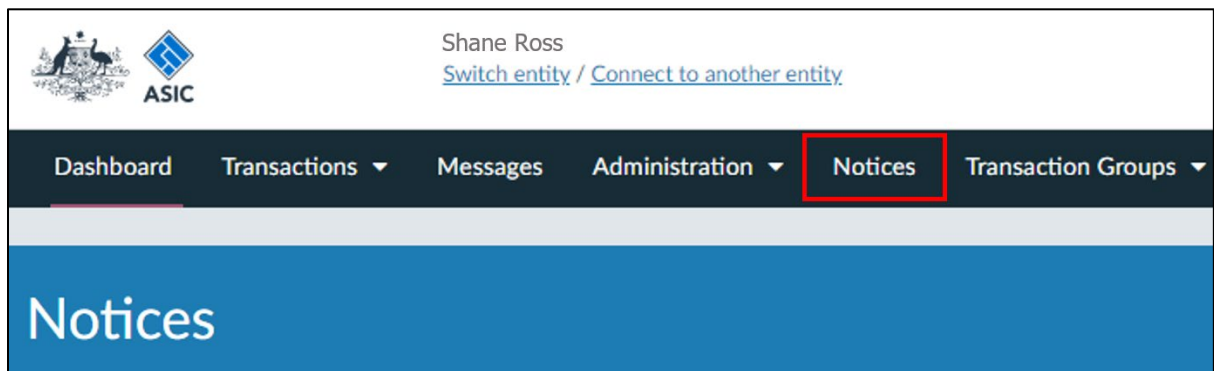 ASIC
Shane Ross
Switch entity / Connect to another entity
Dashboard Transactions Messages Administration Notices Transaction Groups
Notices